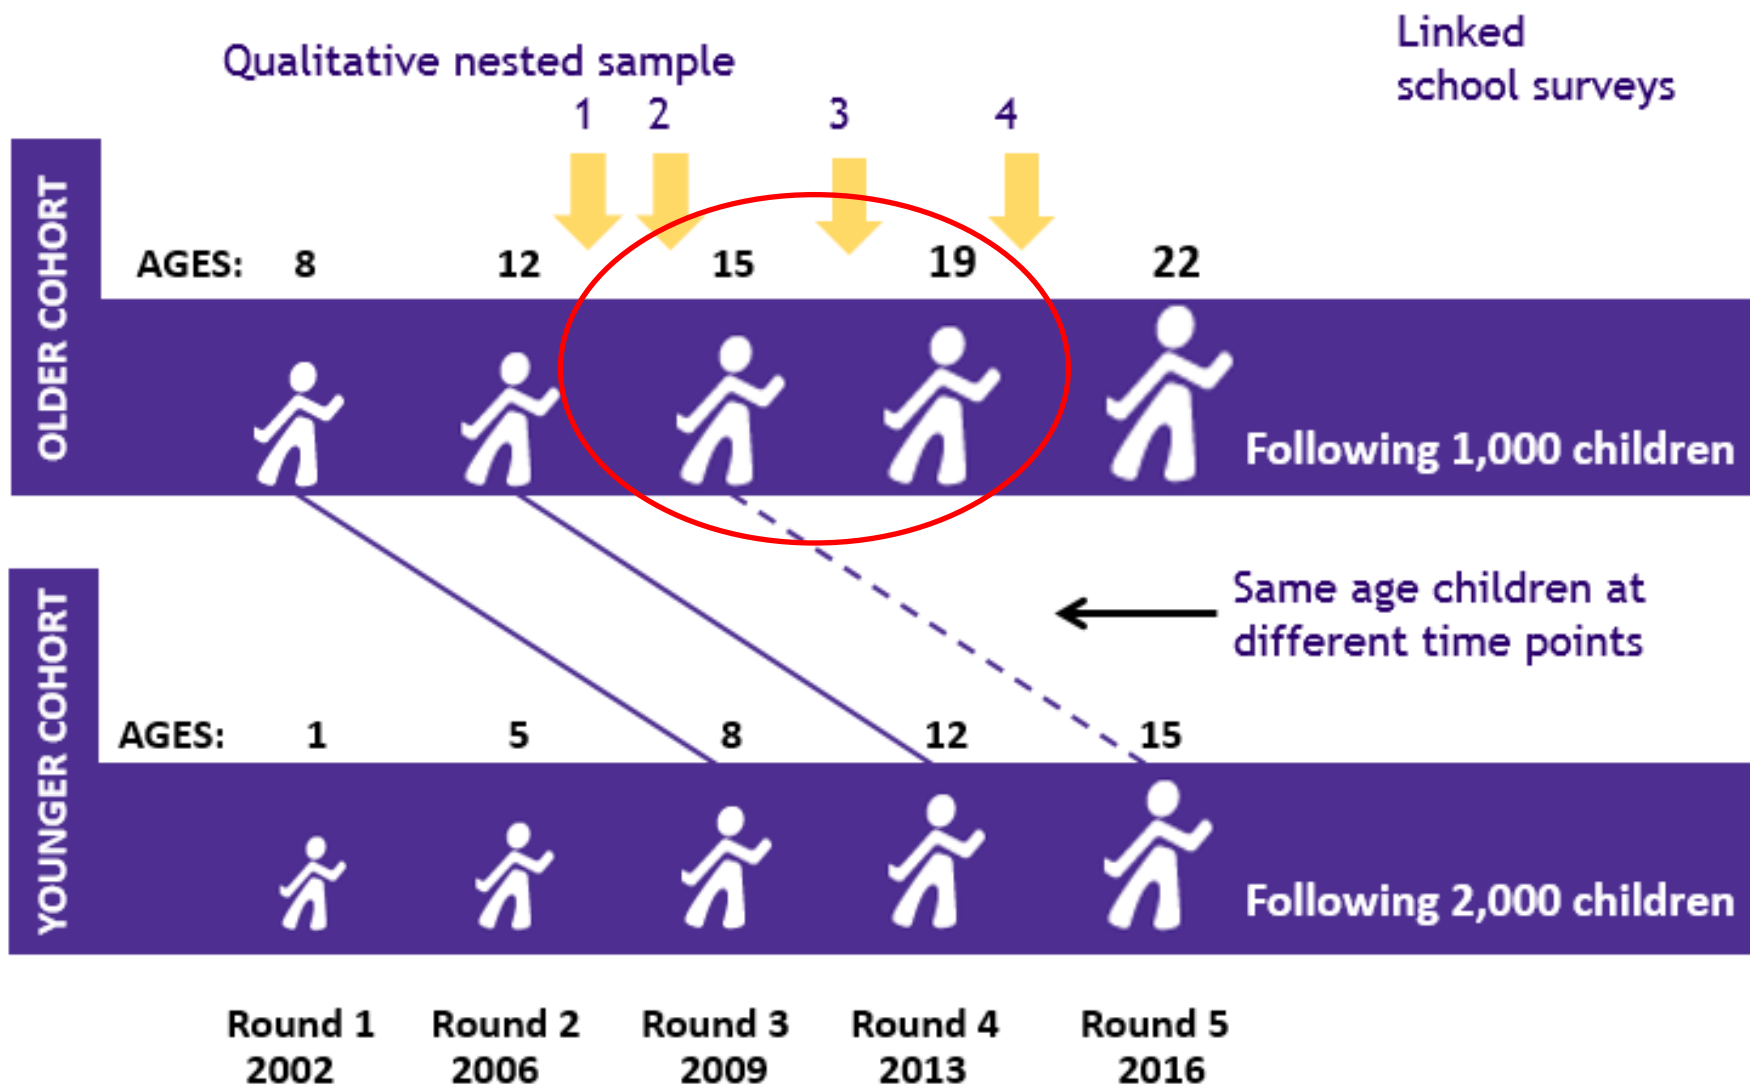 Linked
school surveys
Qualitative nested sample
1 2 3 4
OLDER COHORT
AGES: 8 12 15 19 22
Following 1,000 children
Same age children at
different time points
YOUNGER COHORT
AGES: 1 5 8 12 15
Following 2,000 children
Round 1 Round 2 Round 3 Round 4 Round 5
2002 2006 2009 2013 2016